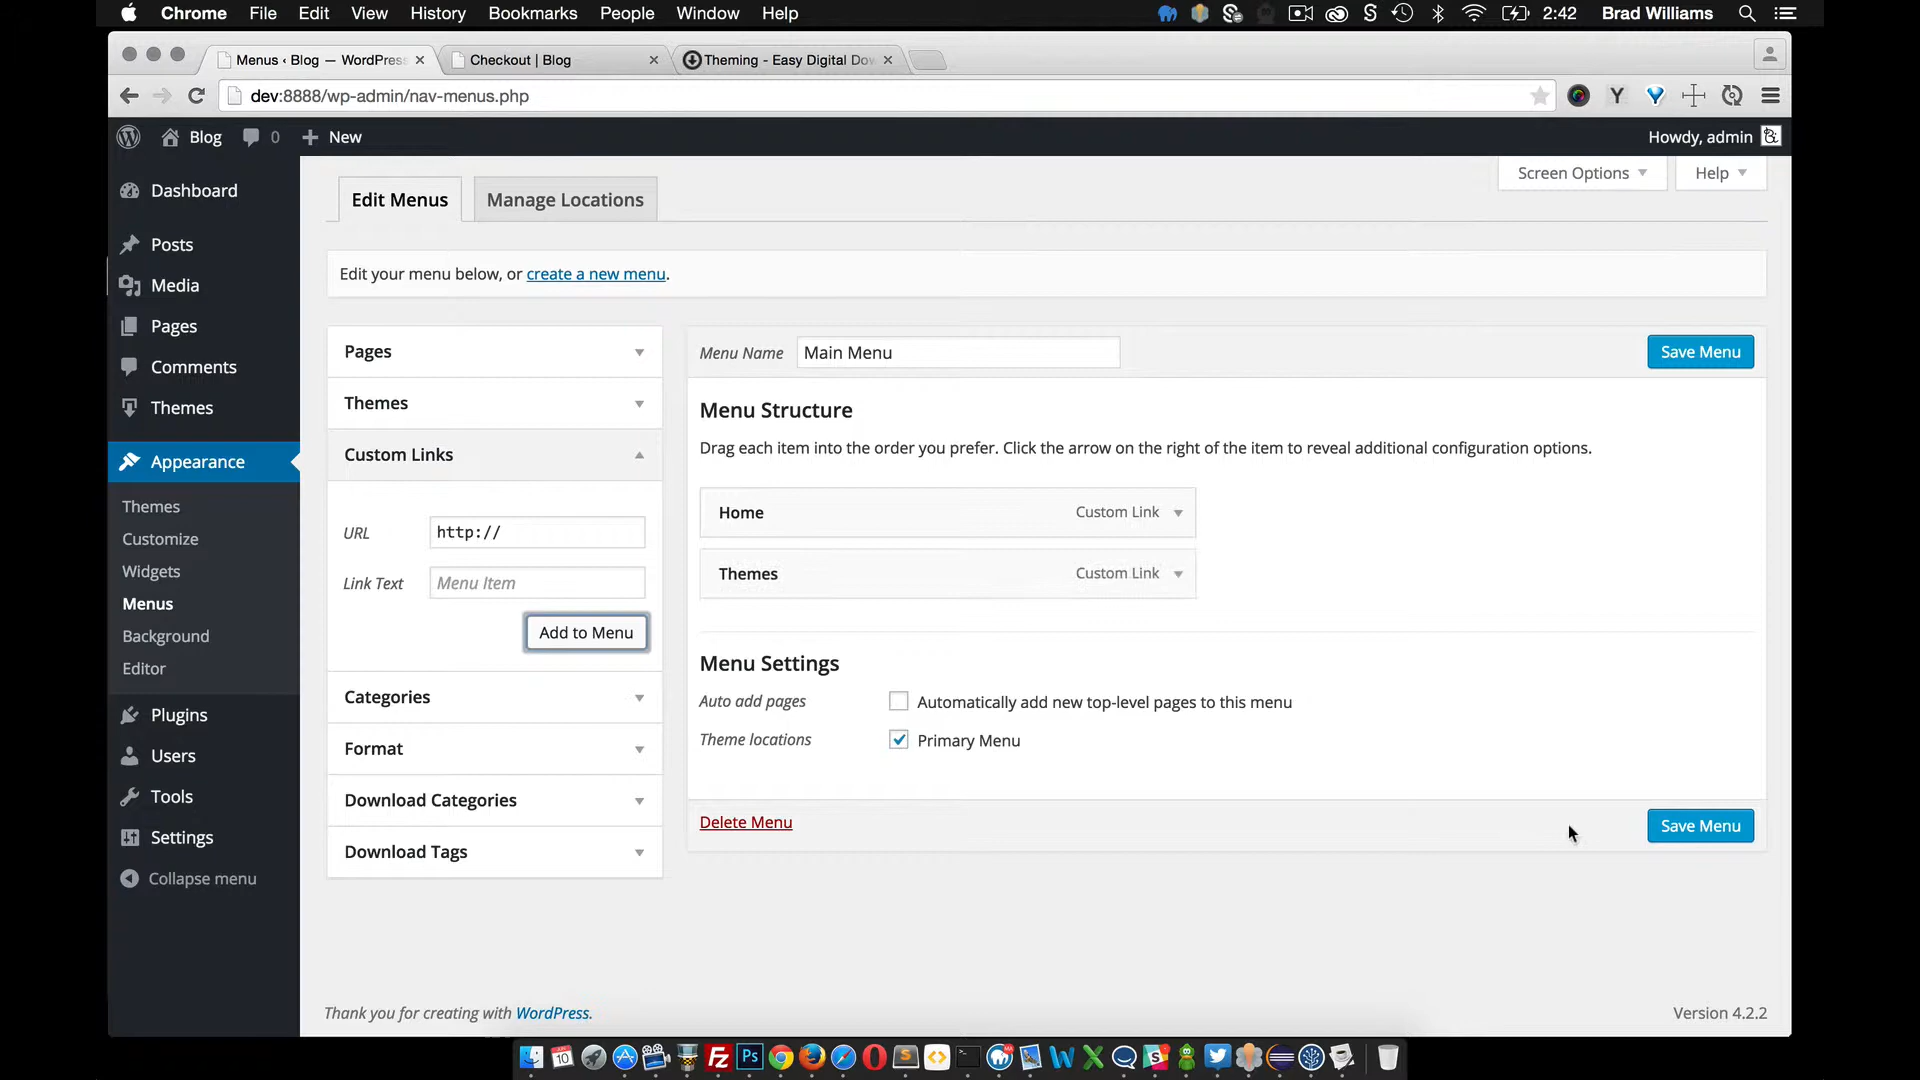 Chrome File Edit View History Bookmarks People Window Help 2:42 Brad Williams
Menus ‹ Blog — WordPress Checkout | Blog Theming - Easy Digital Dov
dev:8888/wp-admin/nav-menus.php
Blog 0 New Howdy, admin
Screen Options Help
Dashboard
Posts
Media
Pages
Comments
Themes
Appearance
Themes
Customize
Widgets
Menus
Background
Editor
Plugins
Users
Tools
Settings
Collapse menu
Edit Menus Manage Locations
Edit your menu below, or create a new menu.
Pages
Themes
Custom Links
URL http://
Link Text Menu Item
Add to Menu
Categories
Format
Download Categories
Download Tags
Menu Name Main Menu Save Menu
Menu Structure
Drag each item into the order you prefer. Click the arrow on the right of the item to reveal additional configuration options.
Home Custom Link
Themes Custom Link
Menu Settings
Auto add pages Automatically add new top-level pages to this menu
Theme locations Primary Menu
Delete Menu Save Menu
Thank you for creating with WordPress. Version 4.2.2